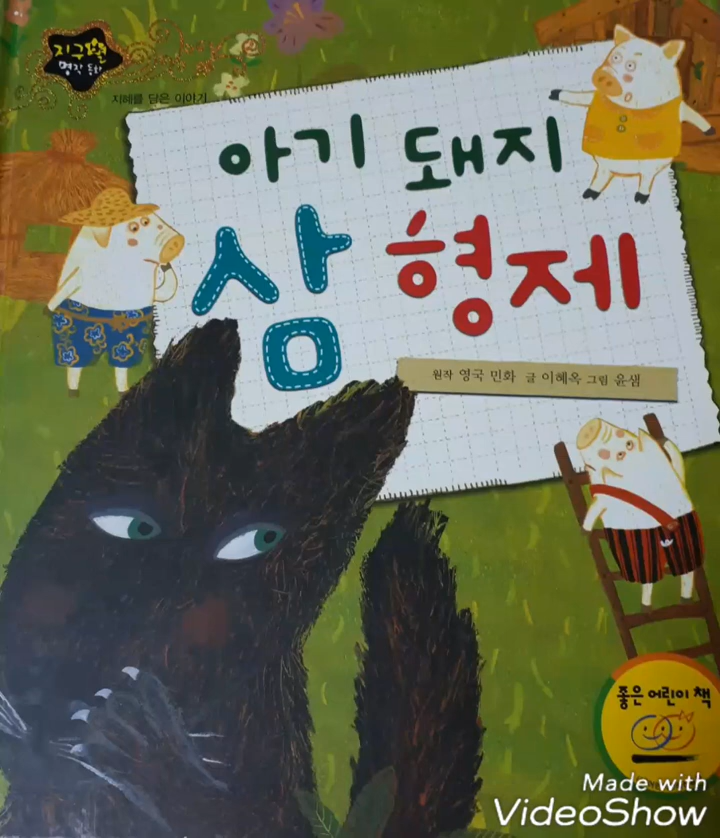 지구별
명작 동화
지혜를 담은 이야기
아기 돼지
삼 형제
원작 영국 민화 글 이혜옥 그림 윤샘
좋은 어린이 책
Made with
VideoShow